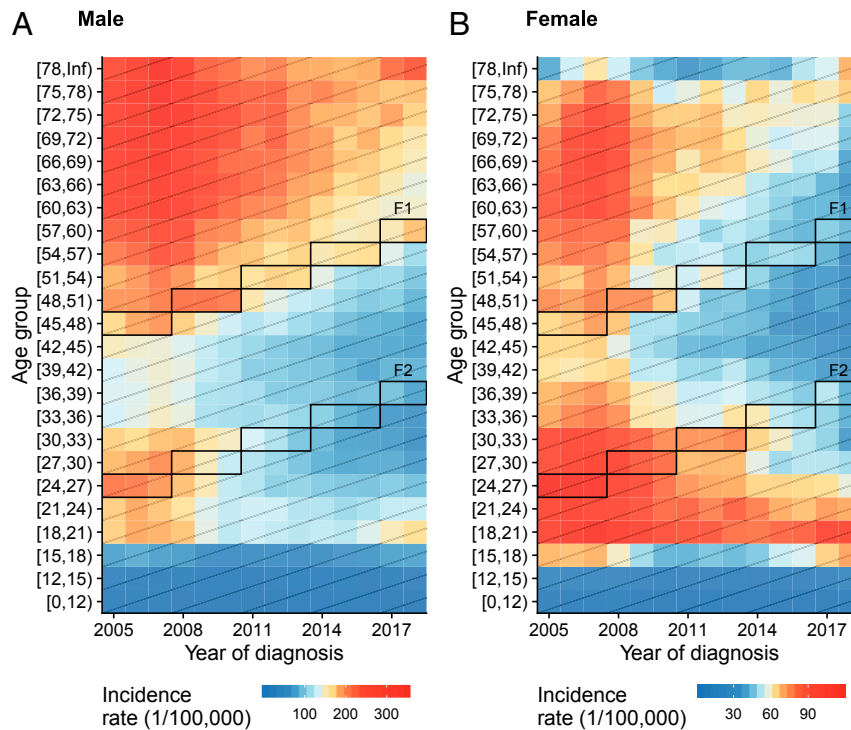 A Male
Age group
[78,Inf)
[75,78)
[72,75)
[69,72)
[66,69)
[63,66)
[60,63)
[57,60)
[54,57)
[51,54)
[48,51)
[45,48)
[42,45)
[39,42)
[36,39)
[33,36)
[30,33)
[27,30)
[24,27)
[21,24)
[18,21)
[15,18)
[12,15)
[0,12)
F1
F2
2005 2008 2011 2014 2017
Year of diagnosis
Incidence
rate (1/100,000)
100 200 300
B Female
Age group
[78,Inf)
[75,78)
[72,75)
[69,72)
[66,69)
[63,66)
[60,63)
[57,60)
[54,57)
[51,54)
[48,51)
[45,48)
[42,45)
[39,42)
[36,39)
[33,36)
[30,33)
[27,30)
[24,27)
[21,24)
[18,21)
[15,18)
[12,15)
[0,12)
F1
F2
2005 2008 2011 2014 2017
Year of diagnosis
Incidence
rate (1/100,000)
30 60 90